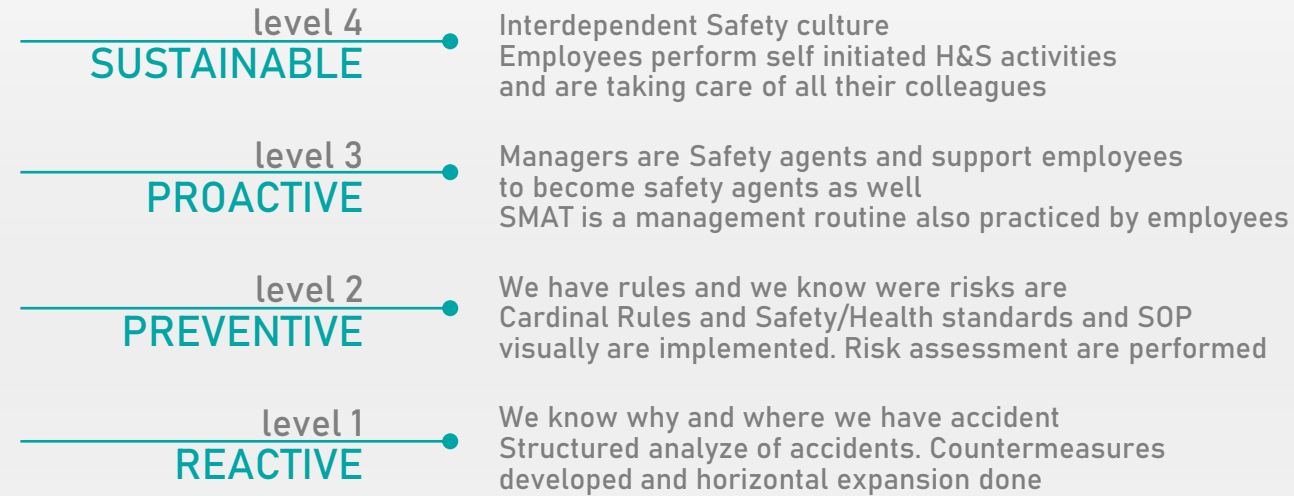 level 4
SUSTAINABLE
Interdependent Safety culture
Employees perform self initiated H&S activities
and are taking care of all their colleagues
level 3
PROACTIVE
Managers are Safety agents and support employees
to become safety agents as well
SMAT is a management routine also practiced by employees
level 2
PREVENTIVE
We have rules and we know were risks are
Cardinal Rules and Safety/Health standards and SOP
visually are implemented. Risk assessment are performed
level 1
REACTIVE
We know why and where we have accident
Structured analyze of accidents. Countermeasures
developed and horizontal expansion done